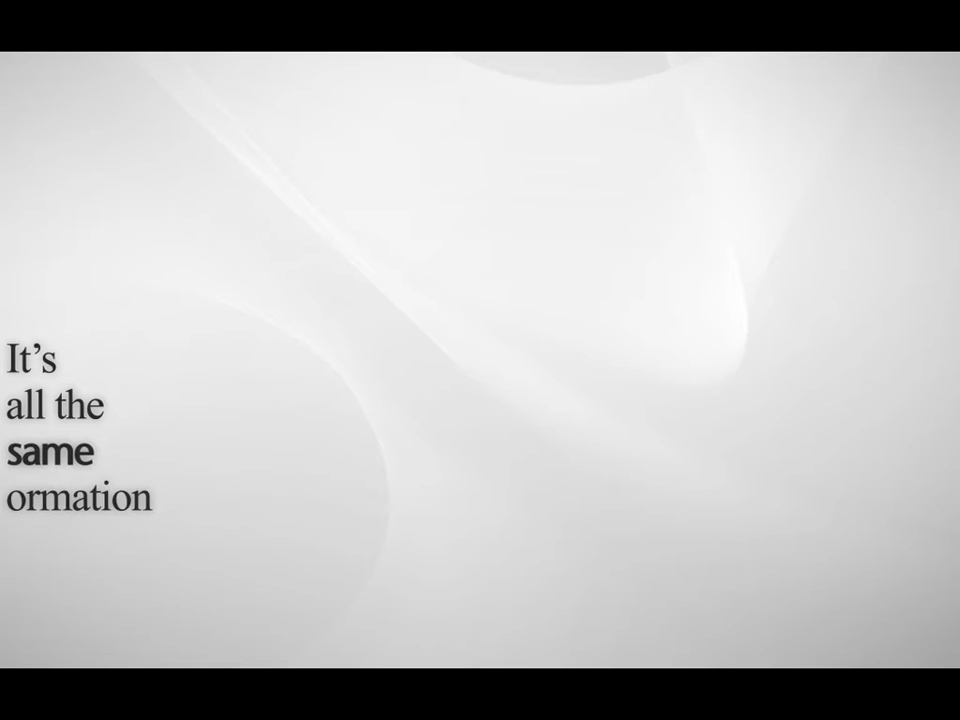 It’s
all the
same
ormation